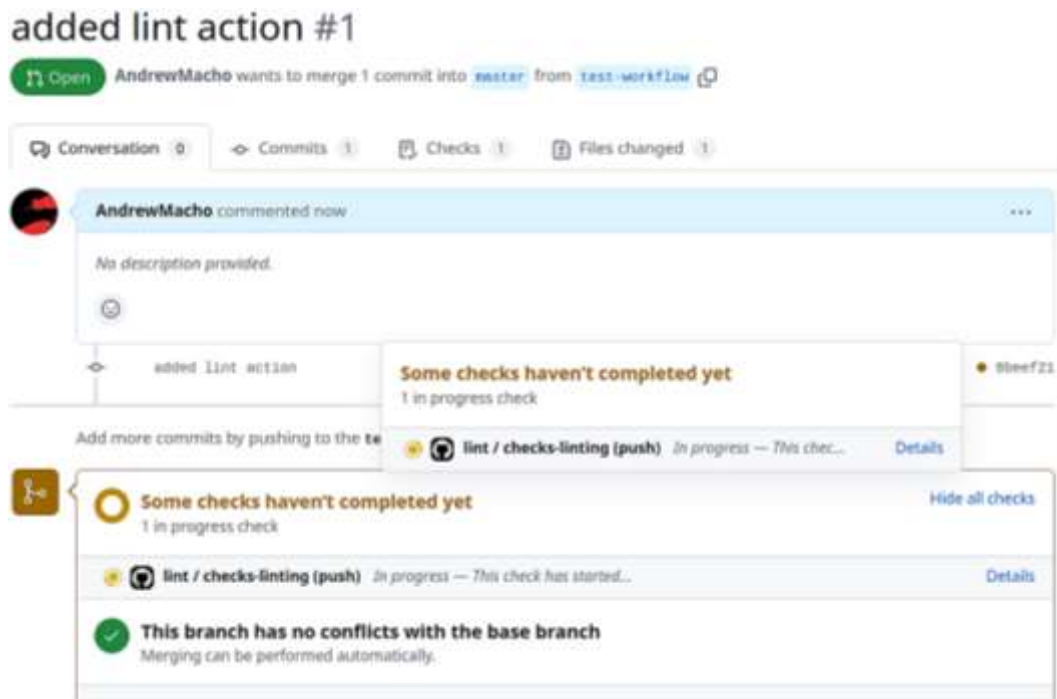 added lint action #1
Open AndrewMacho wants to merge 1 commit into master from test-workflow
Conversation 0 Commits 1 Checks 1 Files changed 1
AndrewMacho commented now
No description provided.
added lint action
Some checks haven't completed yet
1 in progress check
lint / checks-linting (push) In progress — This chec... Details
Add more commits by pushing to the te
Some checks haven't completed yet
1 in progress check
Hide all checks
lint / checks-linting (push) In progress — This check has started... Details
This branch has no conflicts with the base branch
Merging can be performed automatically.